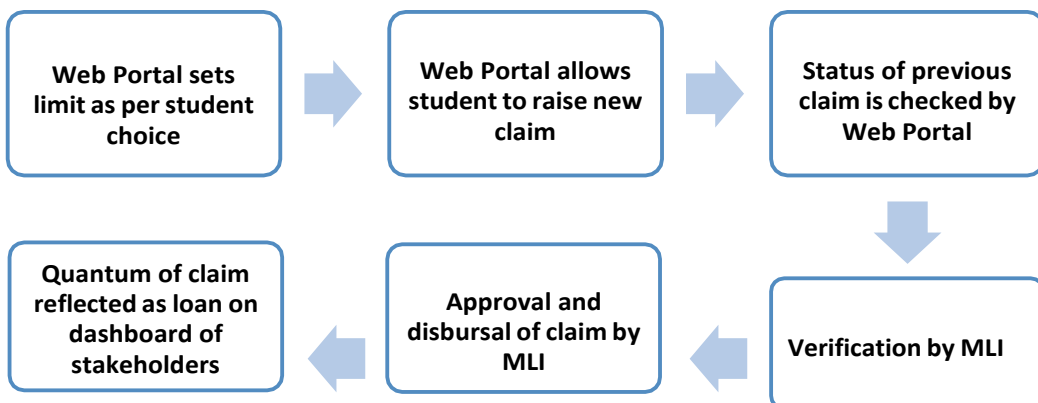 Web Portal sets
limit as per student
choice
Web Portal allows
student to raise new
claim
Status of previous
claim is checked by
Web Portal
Verification by MLI
Approval and
disbursal of claim by
MLI
Quantum of claim
reflected as loan on
dashboard of
stakeholders